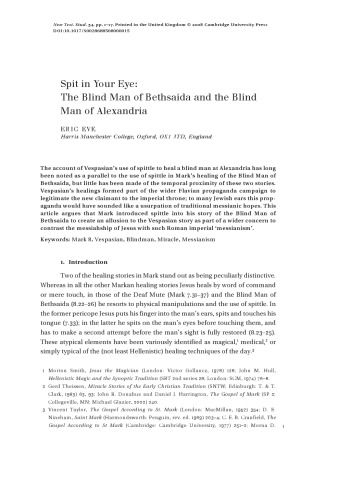 New Test. Stud. 54, pp. 1–17. Printed in the United Kingdom © 2008 Cambridge University Press
DOI:10.1017/S0028688508000015
Spit in Your Eye:
The Blind Man of Bethsaida and the Blind
Man of Alexandria
ERIC EVE
Harris Manchester College, Oxford, OX1 3TD, England
The account of Vespasian's use of spittle to heal a blind man at Alexandria has long
been noted as a parallel to the use of spittle in Mark's healing of the Blind Man of
Bethsaida, but little has been made of the temporal proximity of these two stories.
Vespasian's healings formed part of the wider Flavian propaganda campaign to
legitimate the new claimant to the imperial throne; to many Jewish ears this prop-
aganda would have sounded like a usurpation of traditional messianic hopes. This
article argues that Mark introduced spittle into his story of the Blind Man of
Bethsaida to create an allusion to the Vespasian story as part of a wider concern to
contrast the messiahship of Jesus with such Roman imperial 'messianism'.
Keywords: Mark 8, Vespasian, Blindman, Miracle, Messianism
1. Introduction
Two of the healing stories in Mark stand out as being peculiarly distinctive.
Whereas in all the other Markan healing stories Jesus heals by word of command
or mere touch, in those of the Deaf Mute (Mark 7.31–37) and the Blind Man of
Bethsaida (8.22–26) he resorts to physical manipulations and the use of spittle. In
the former pericope Jesus puts his finger into the man's ears, spits and touches his
tongue (7.33); in the latter he spits on the man's eyes before touching them, and
has to make a second attempt before the man's sight is fully restored (8.23–25).
These atypical elements have been variously identified as magical,¹ medical,² or
simply typical of the (not least Hellenistic) healing techniques of the day.³
1 Morton Smith, Jesus the Magician (London: Victor Gollancz, 1978) 128; John M. Hull,
Hellenistic Magic and the Synoptic Tradition (SBT 2nd series 28; London: SCM, 1974) 76–8.
2 Gerd Theissen, Miracle Stories of the Early Christian Tradition (SNTW; Edinburgh: T. & T.
Clark, 1983) 63, 93; John R. Donahue and Daniel J. Harrington, The Gospel of Mark (SP 2;
Collegeville, MN: Michael Glazier, 2002) 240.
3 Vincent Taylor, The Gospel According to St. Mark (London: MacMillan, 1952) 354; D. E.
Nineham, Saint Mark (Harmondsworth: Penguin, rev. ed. 1969) 203–4; C. E. B. Cranfield, The
Gospel According to St Mark (Cambridge: Cambridge University, 1977) 251–2; Morna D.
1